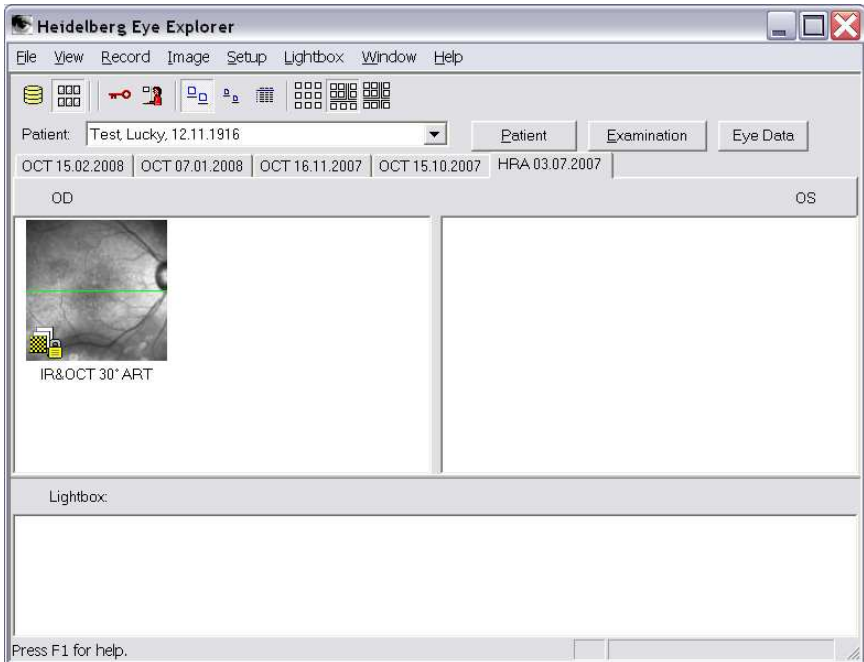 Heidelberg Eye Explorer
File View Record Image Setup Lightbox Window Help
Patient: Test, Lucky, 12.11.1916 Patient Examination Eye Data
OCT 15.02.2008 OCT 07.01.2008 OCT 16.11.2007 OCT 15.10.2007 HRA 03.07.2007
OD OS
IR&OCT 30° ART
Lightbox:
Press F1 for help.